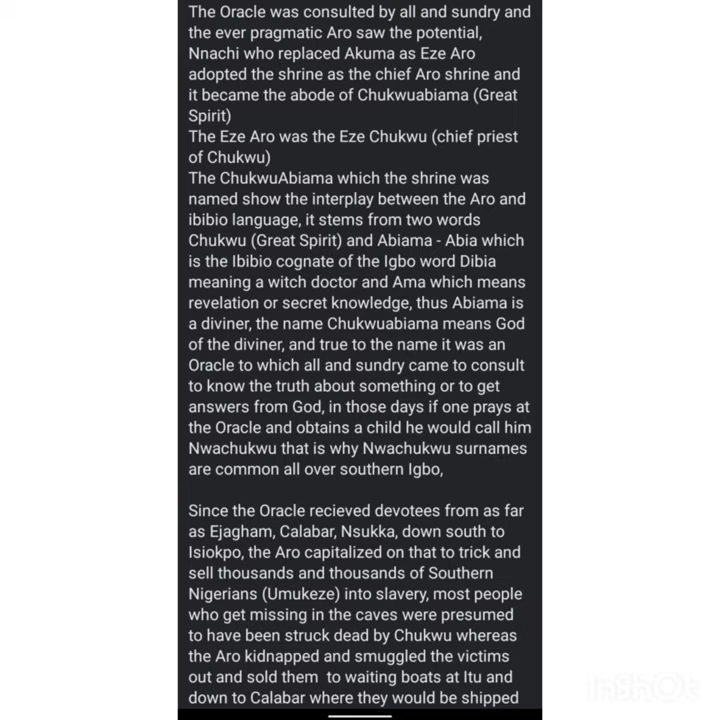 The Oracle was consulted by all and sundry and
the ever pragmatic Aro saw the potential,
Nnachi who replaced Akuma as Eze Aro
adopted the shrine as the chief Aro shrine and
it became the abode of Chukwuabiama (Great
Spirit)
The Eze Aro was the Eze Chukwu (chief priest
of Chukwu)
The ChukwuAbiama which the shrine was
named show the interplay between the Aro and
ibibio language, it stems from two words
Chukwu (Great Spirit) and Abiama - Abia which
is the Ibibio cognate of the Igbo word Dibia
meaning a witch doctor and Ama which means
revelation or secret knowledge, thus Abiama is
a diviner, the name Chukwuabiama means God
of the diviner, and true to the name it was an
Oracle to which all and sundry came to consult
to know the truth about something or to get
answers from God, in those days if one prays at
the Oracle and obtains a child he would call him
Nwachukwu that is why Nwachukwu surnames
are common all over southern Igbo,
Since the Oracle recieved devotees from as far
as Ejagham, Calabar, Nsukka, down south to
Isiokpo, the Aro capitalized on that to trick and
sell thousands and thousands of Southern
Nigerians (Umukeze) into slavery, most people
who get missing in the caves were presumed
to have been struck dead by Chukwu whereas
the Aro kidnapped and smuggled the victims
out and sold them to waiting boats at Itu and
down to Calabar where they would be shipped
InShOt